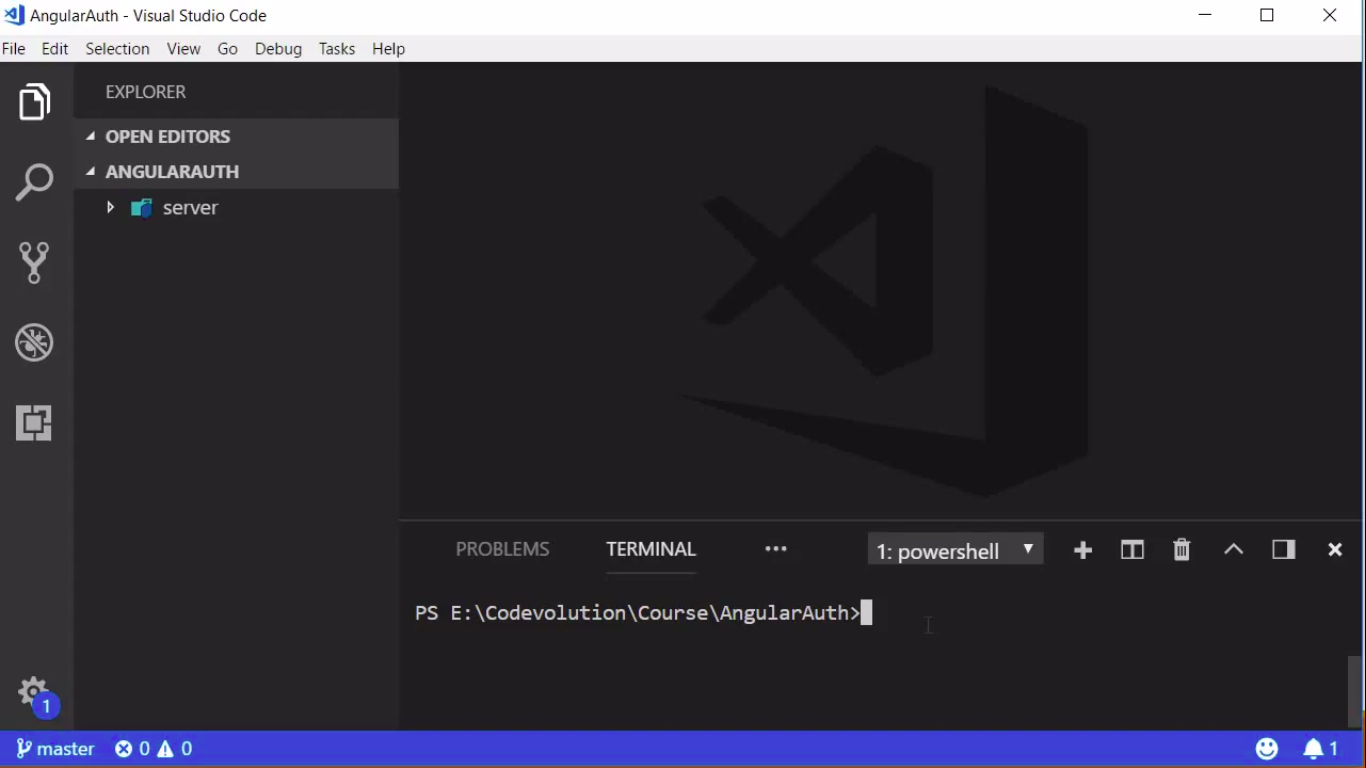 AngularAuth - Visual Studio Code
File Edit Selection View Go Debug Tasks Help
EXPLORER
OPEN EDITORS
ANGULARAUTH
server
PROBLEMS TERMINAL ••• 1: powershell
PS E:\Codevolution\Course\AngularAuth>
1
master 0 0 1